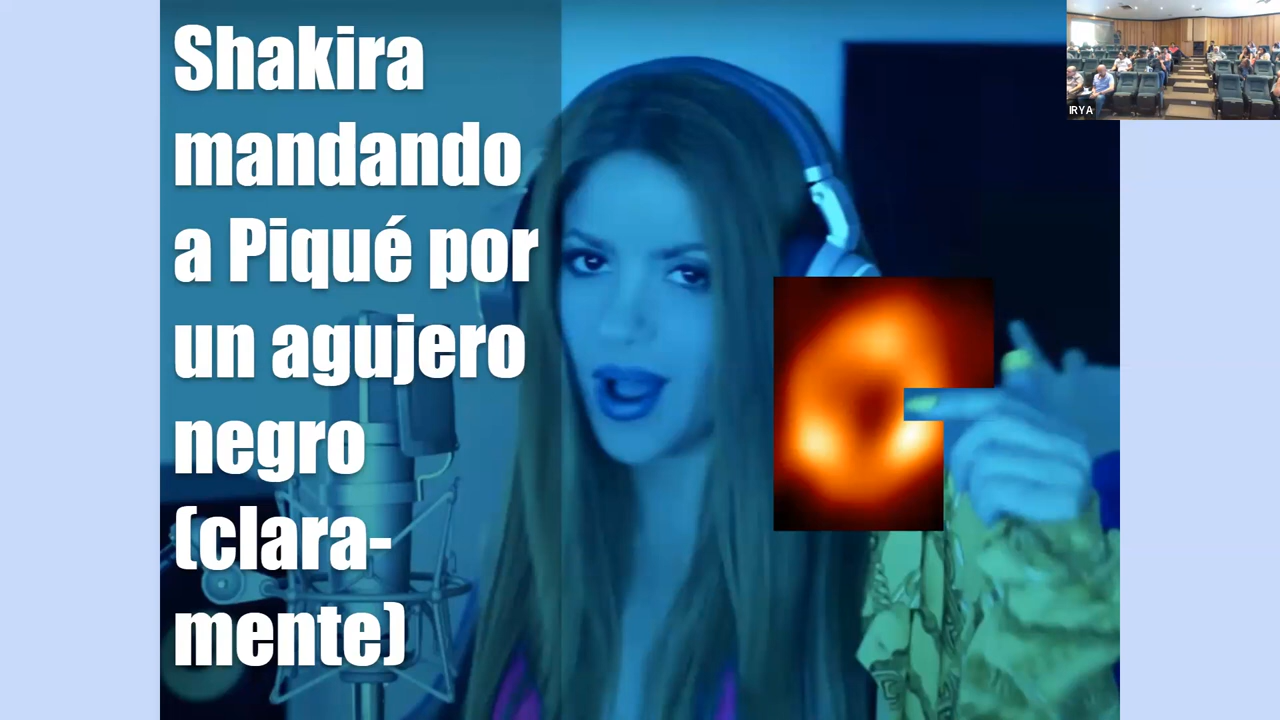 Shakira
mandando
a Piqué por
un agujero
negro
(clara-
mente)
IRYA